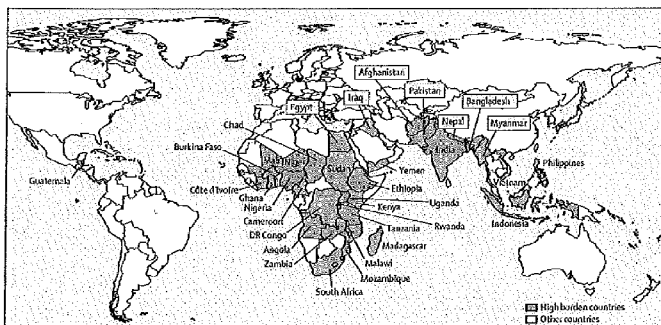 Afghanistan
Pakistan
Iraq
Bangladesh
Egypt
Nepal
Myanmar
Chad
India
Burkina Faso
Mali
Niger
Sudan
Yemen
Philippines
Vietnam
Guatemala
Ethiopia
Côte d'Ivoire
Ghana
Nigeria
Kenya
Uganda
Cameroon
Tanzania
Rwanda
Indonesia
DR Congo
Madagascar
Angola
Malawi
Zambia
Mozambique
South Africa
High burden countries
Other countries